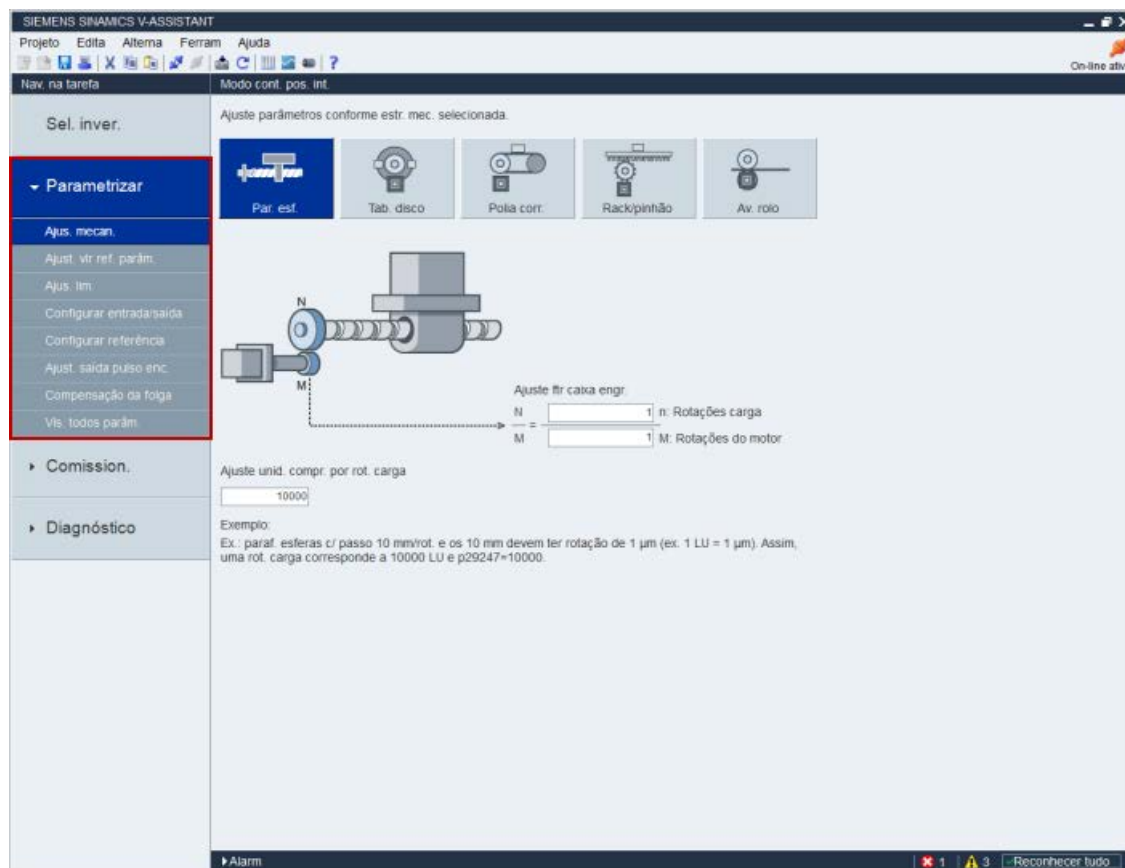 SIEMENS SINAMICS V-ASSISTANT
Projeto Edita Alterna Ferram Ajuda
On-line ativ
Nav. na tarefa
Modo cont. pos. int.
Sel. inver.
Parametrizar
Ajus. mecan.
Ajust. vlr ref. parâm.
Ajus. lim.
Configurar entrada/saída
Configurar referência
Ajust. saída pulso enc.
Compensação da folga
Vis. todos parâm.
Comission.
Diagnóstico
Ajuste parâmetros conforme estr. mec. selecionada.
Par. esf.
Tab. disco
Polia corr.
Rack/pinhão
Av. rolo
N
M
Ajuste ftr caixa engr.
N
M
=
1 n: Rotações carga
1 M: Rotações do motor
Ajuste unid. compr. por rot. carga
10000
Exemplo:
Ex.: paraf. esferas c/ passo 10 mm/rot. e os 10 mm devem ter rotação de 1 µm (ex. 1 LU = 1 µm). Assim,
uma rot. carga corresponde a 10000 LU e p29247=10000.
Alarm
1
3
Reconhecer tudo